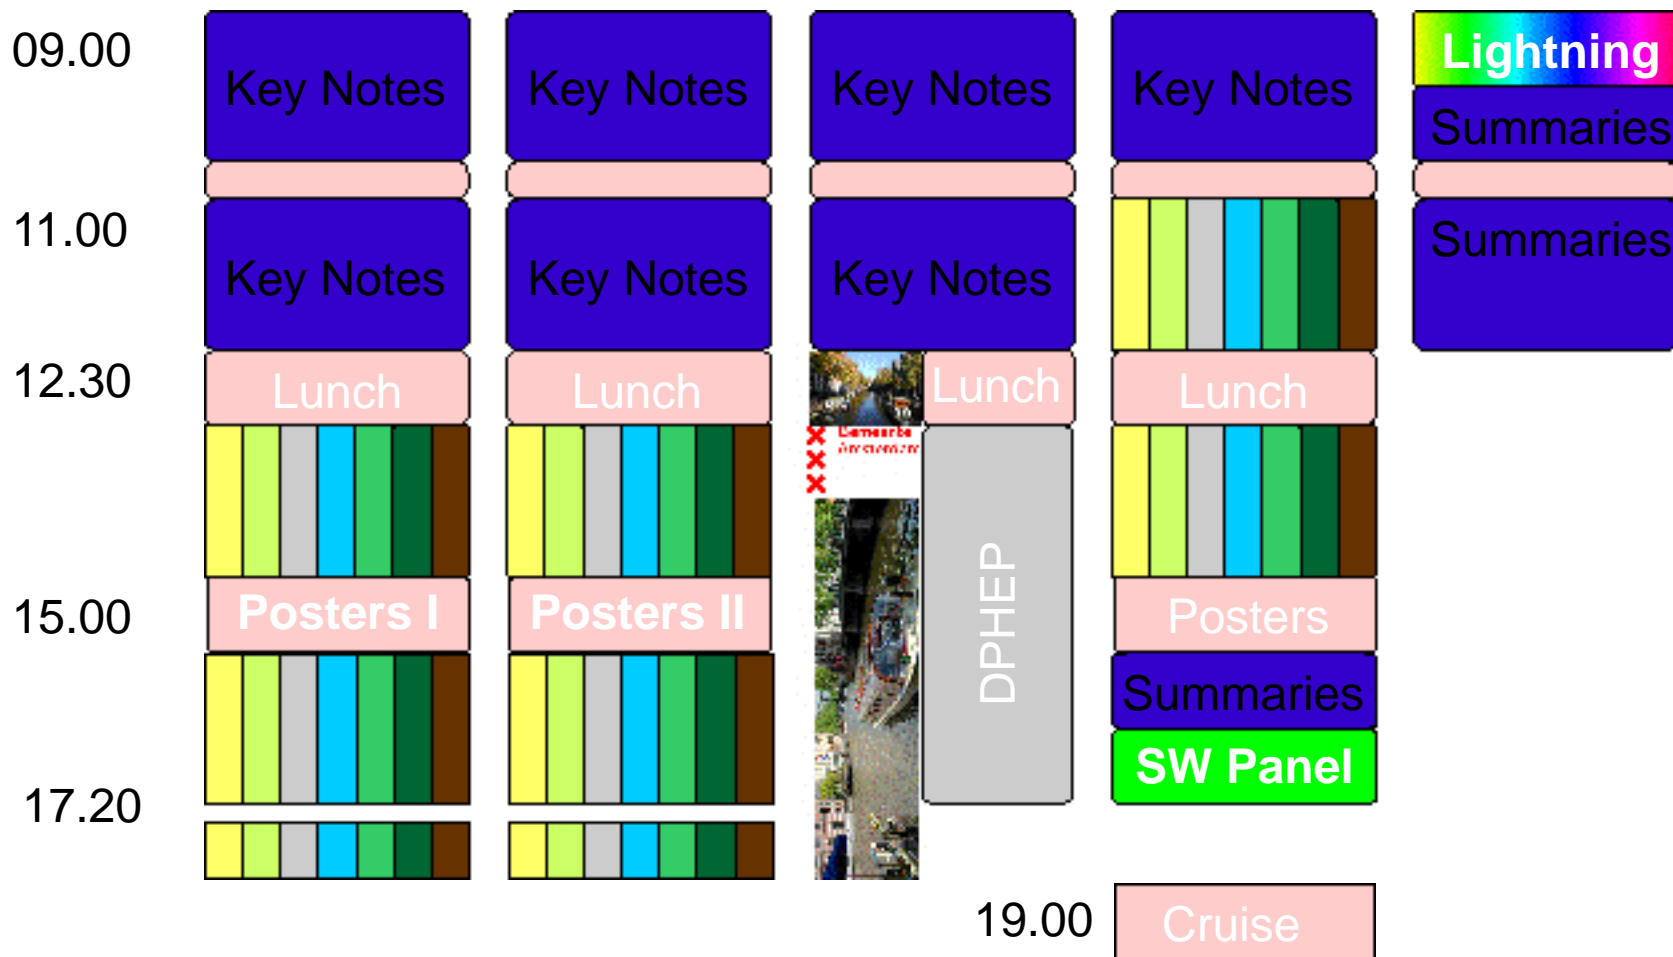 09.00
Key Notes
Key Notes
Key Notes
Key Notes
Lightning
Summaries
11.00
Key Notes
Key Notes
Key Notes
Summaries
12.30
Lunch
Lunch
Lunch
Lunch
Gemeente
Amsterdam
DPHEP
15.00
Posters I
Posters II
Posters
Summaries
SW Panel
17.20
19.00
Cruise